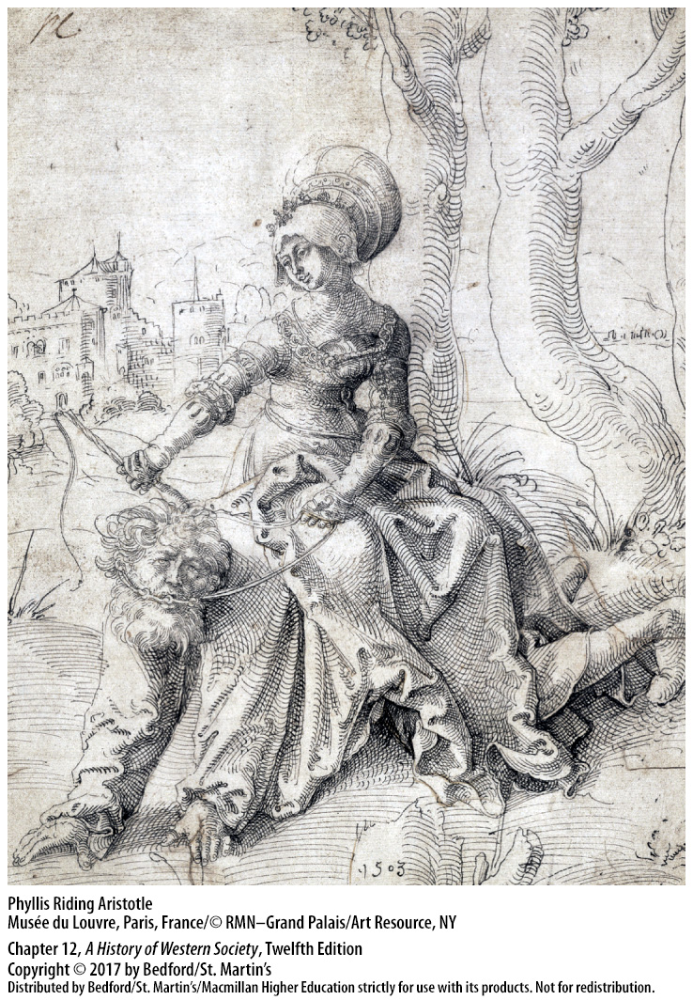 1503
Phyllis Riding Aristotle
Musée du Louvre, Paris, France/© RMN–Grand Palais/Art Resource, NY
Chapter 12, A History of Western Society, Twelfth Edition
Copyright © 2017 by Bedford/St. Martin’s
Distributed by Bedford/St. Martin’s/Macmillan Higher Education strictly for use with its products. Not for redistribution.